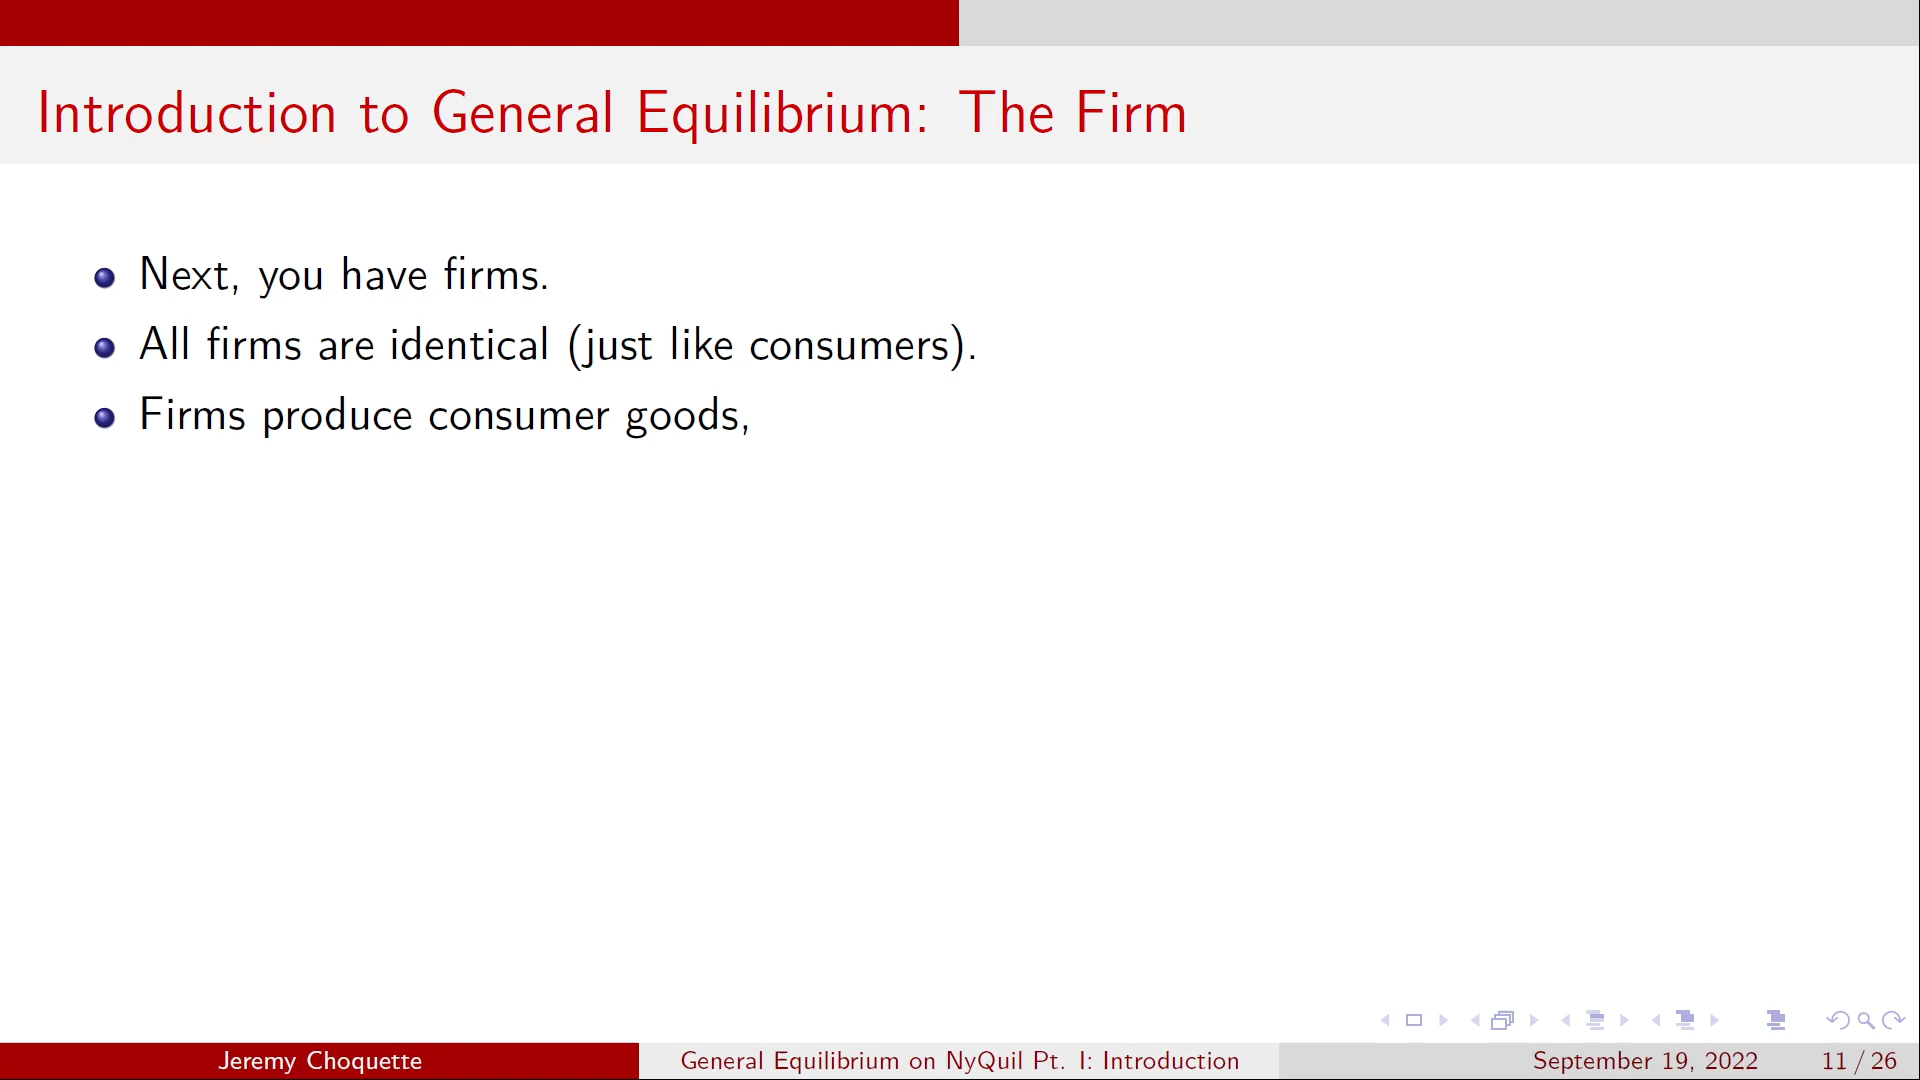 Introduction to General Equilibrium: The Firm
Next, you have firms.
All firms are identical (just like consumers).
Firms produce consumer goods,
Jeremy Choquette
General Equilibrium on NyQuil Pt. I: Introduction
September 19, 2022
11 / 26